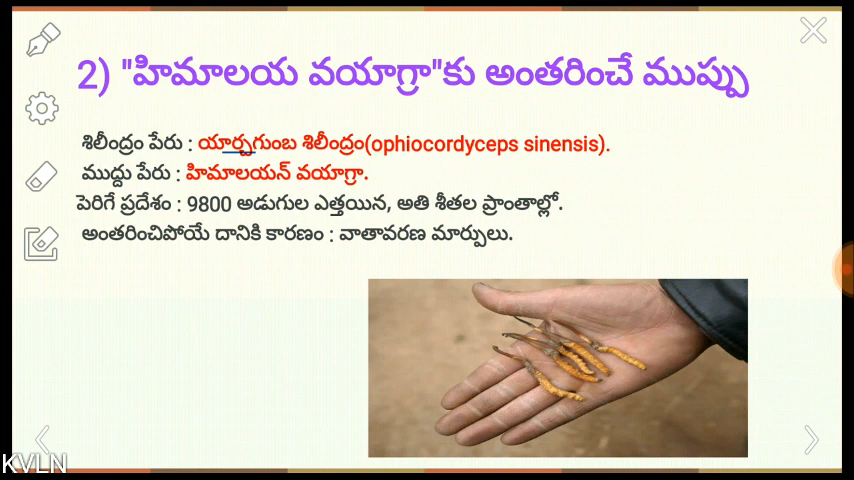 2) "హిమాలయ వయాగ్రా"కు అంతరించే ముప్పు
శిలీంద్రం పేరు : యార్చగుంబ శిలీంద్రం(ophiocordyceps sinensis).
ముద్దు పేరు : హిమాలయన్ వయాగ్రా.
పెరిగే ప్రదేశం : 9800 అడుగుల ఎత్తయిన, అతి శీతల ప్రాంతాల్లో.
అంతరించిపోయే దానికి కారణం : వాతావరణ మార్పులు.
KVLN